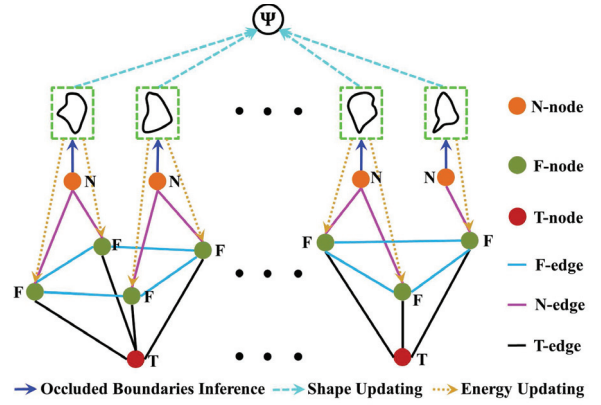 Ψ
N-node
N
N
N
N
F-node
F
F
F
F
T-node
F-edge
F
F
F
N-edge
T
T
T-edge
Occluded Boundaries Inference
Shape Updating
Energy Updating